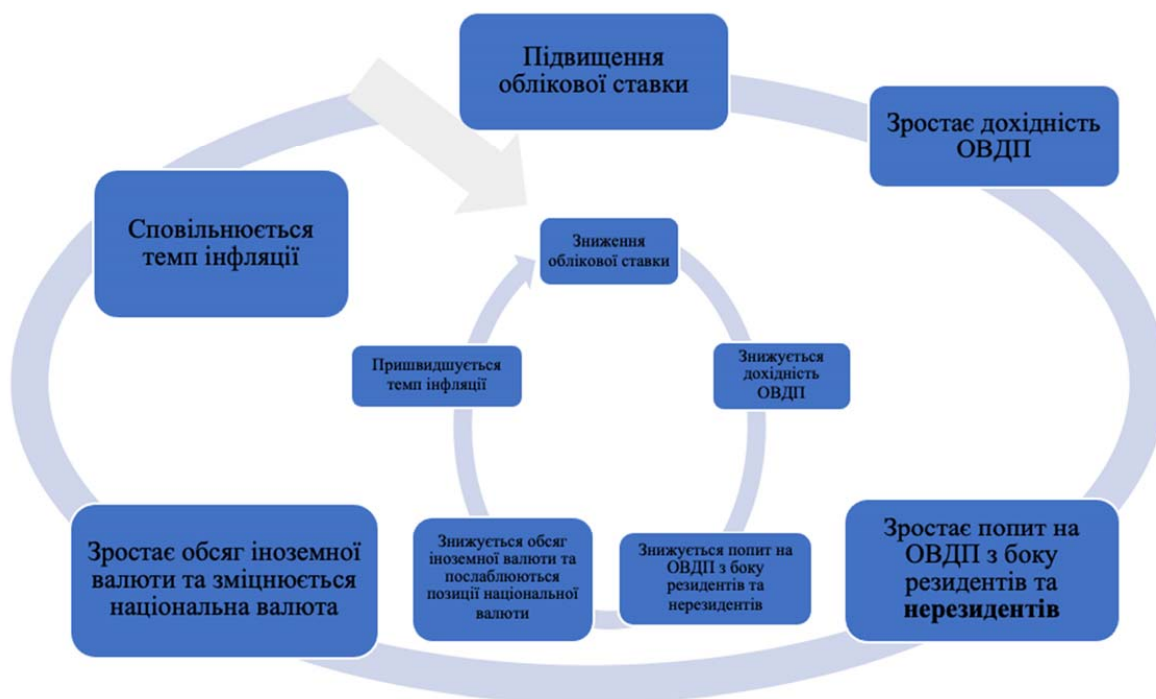 Підвищення
облікової ставки
Зростає дохідність
ОВДП
Зростає попит на
ОВДП з боку
резидентів та
нерезидентів
Зростає обсяг іноземної
валюти та зміцнюється
національна валюта
Сповільнюється
темп інфляції
Зниження
облікової ставки
Знижується
дохідність
ОВДП
Знижується попит на
ОВДП з боку
резидентів та
нерезидентів
Знижується обсяг
іноземної валюти та
послаблюються
позиції національної
валюти
Пришвидшується
темп інфляції